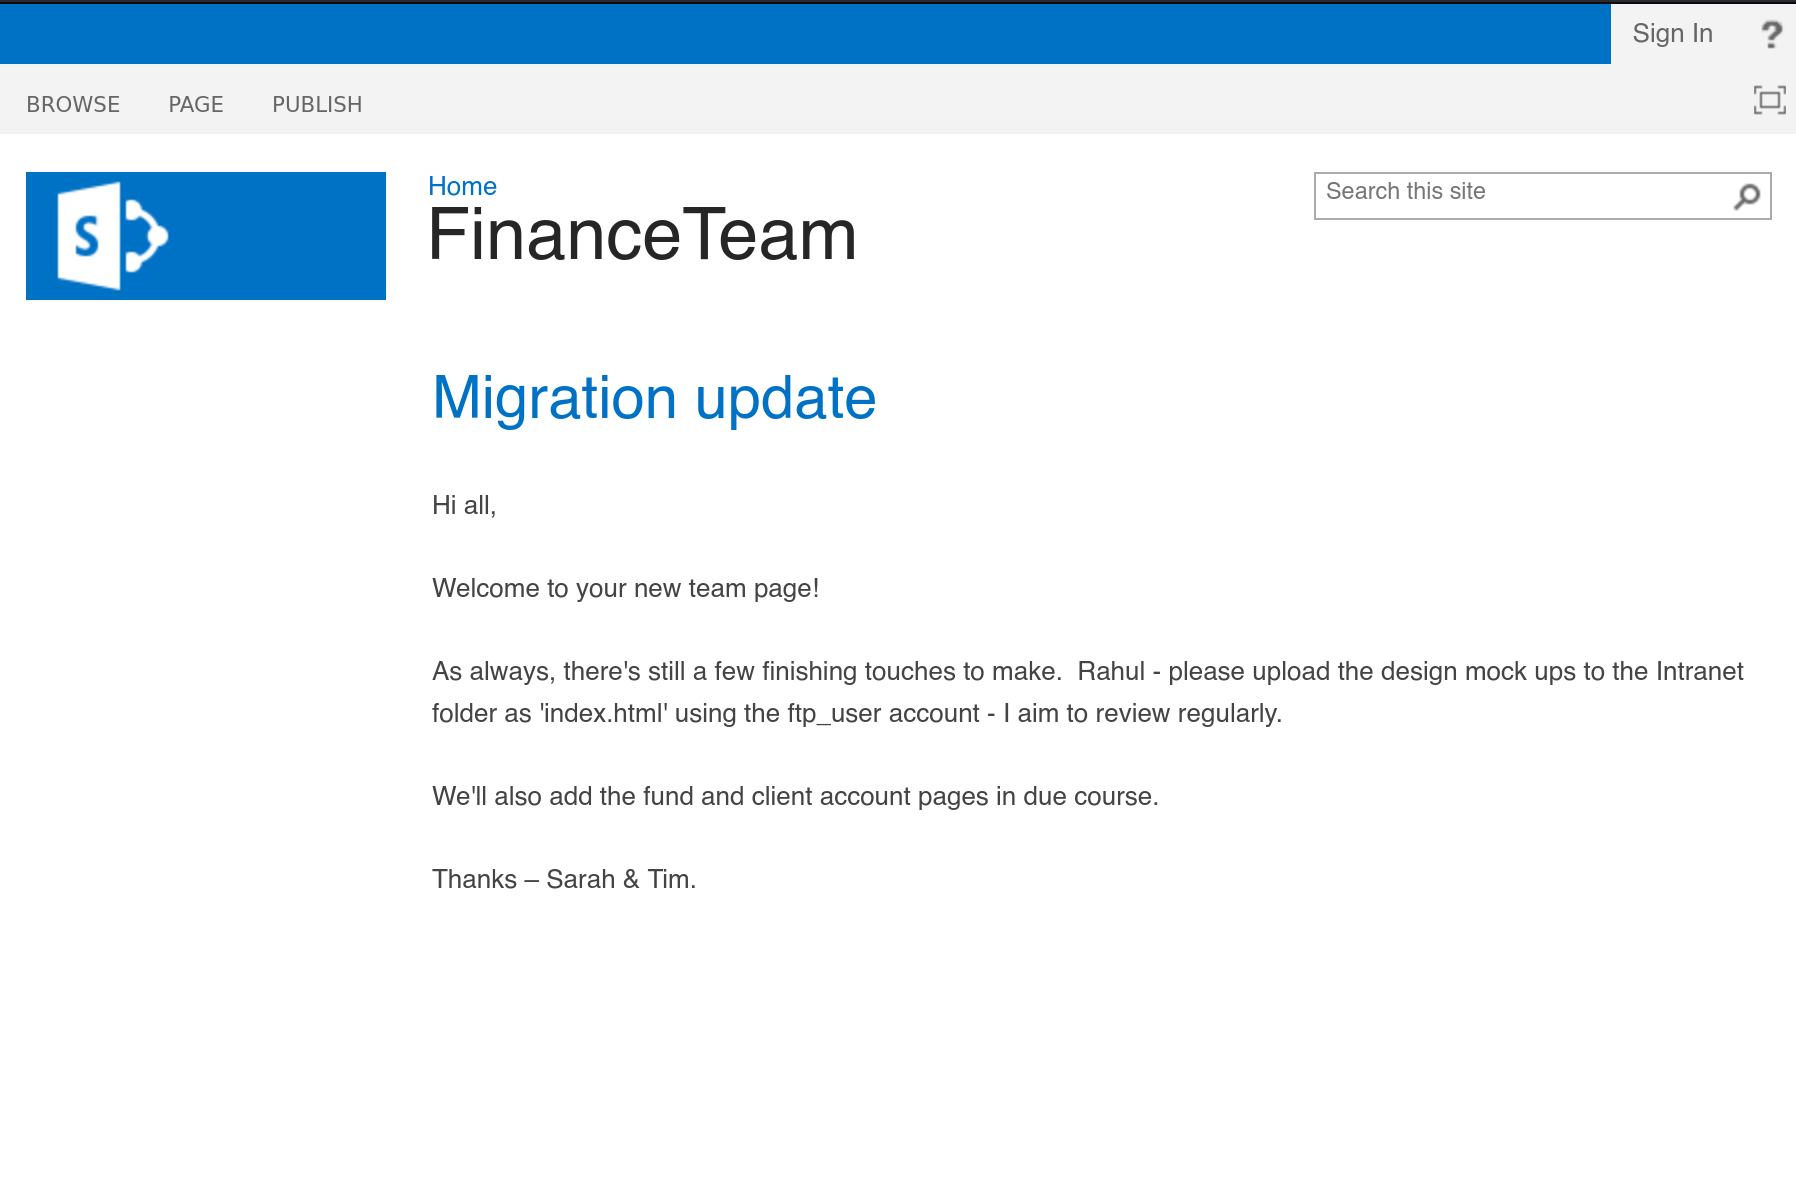 Sign In ?
BROWSE PAGE PUBLISH
S
Home
FinanceTeam
Search this site
Migration update
Hi all,
Welcome to your new team page!
As always, there's still a few finishing touches to make.  Rahul - please upload the design mock ups to the Intranet
folder as 'index.html' using the ftp_user account - I aim to review regularly.
We'll also add the fund and client account pages in due course.
Thanks – Sarah & Tim.